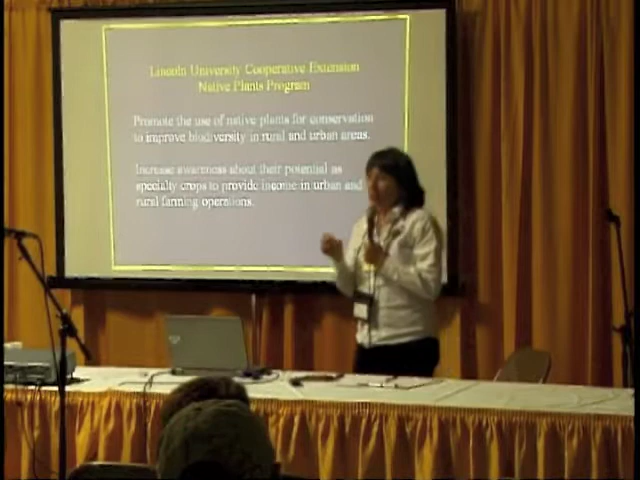 Lincoln University Cooperative Extension
Native Plants Program
Promote the use of native plants for conservation
to improve biodiversity in rural and urban areas.
Increase awareness about their potential as
specialty crops to provide income in urban and
rural farming operations.